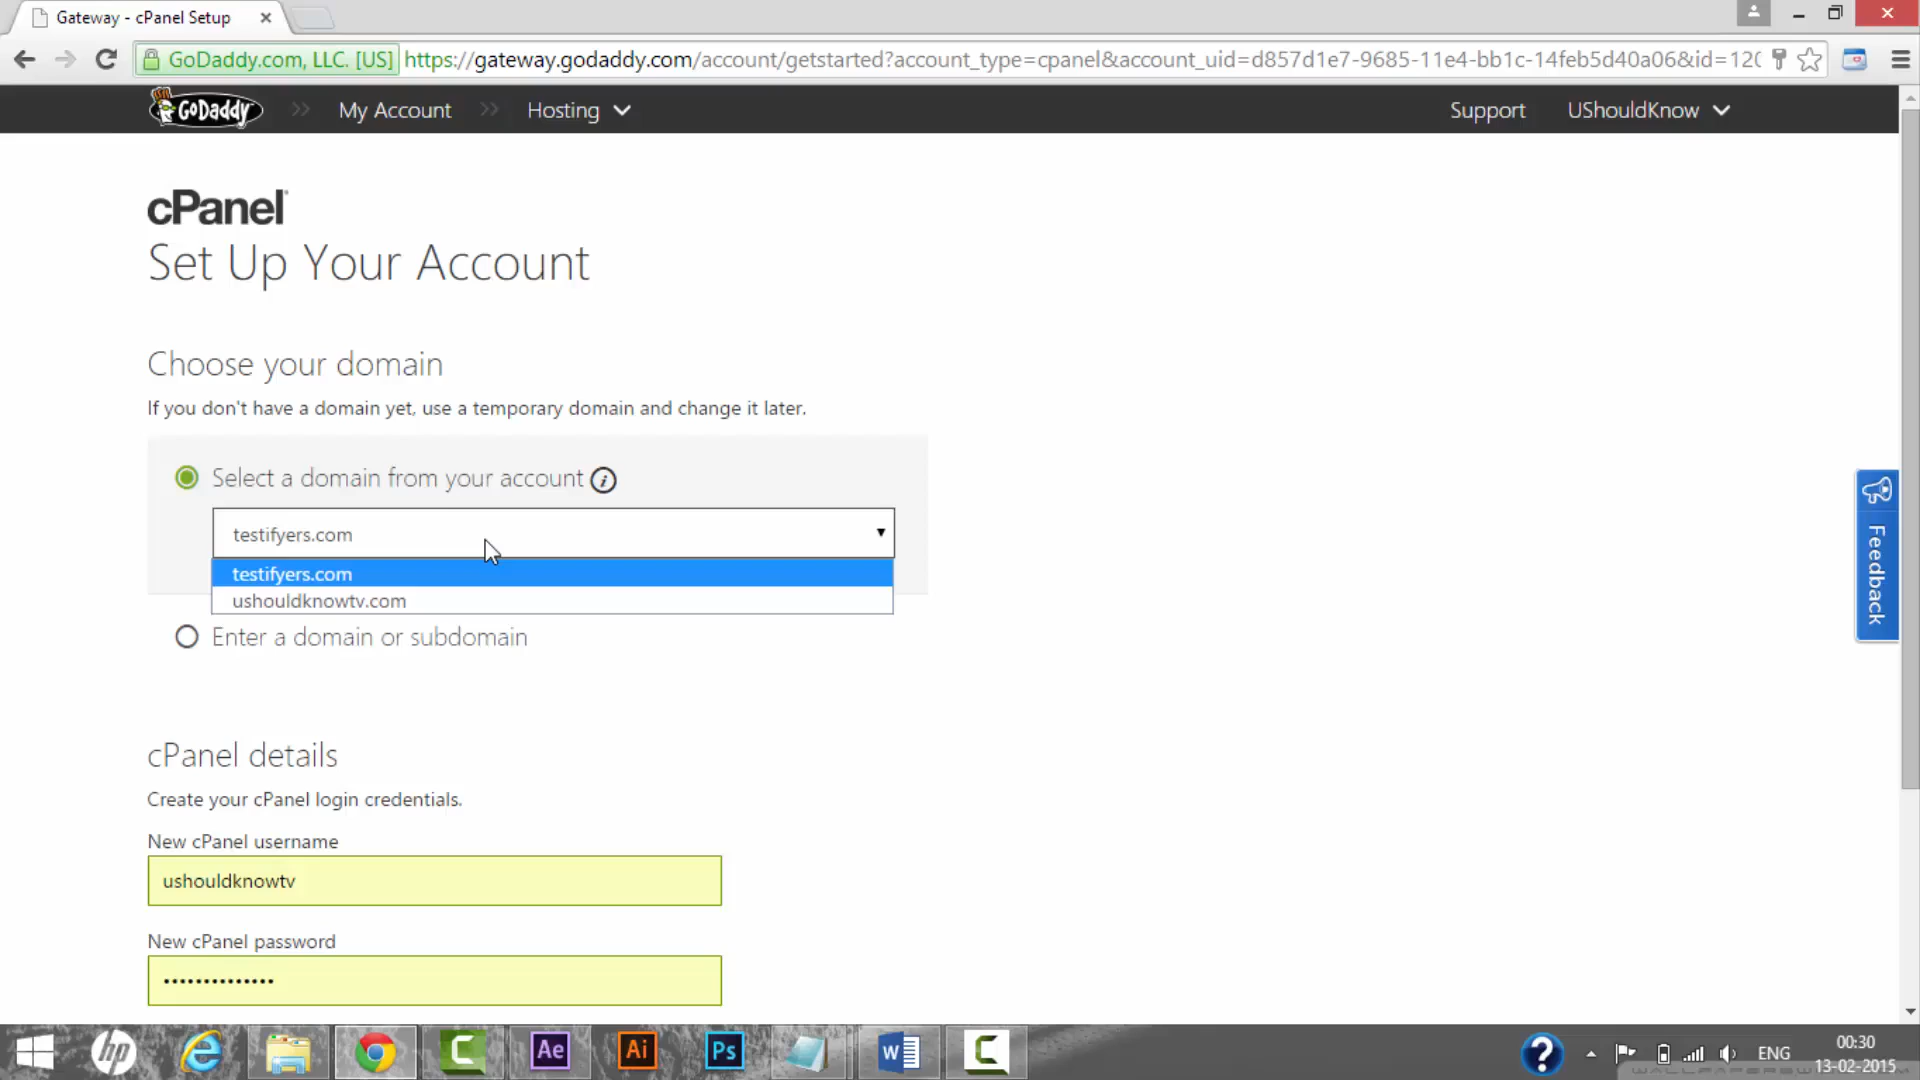 Gateway - cPanel Setup
GoDaddy.com, LLC. [US] https://gateway.godaddy.com/account/getstarted?account_type=cpanel&account_uid=d857d1e7-9685-11e4-bb1c-14feb5d40a06&id=120
GoDaddy My Account Hosting Support UShouldKnow
cPanel
Set Up Your Account
Choose your domain
If you don't have a domain yet, use a temporary domain and change it later.
Select a domain from your account i
testifyers.com
testifyers.com
ushouldknowtv.com
Enter a domain or subdomain
Feedback
cPanel details
Create your cPanel login credentials.
New cPanel username
ushouldknowtv
New cPanel password
••••••••••••••
hp Ae Ai Ps W ? ENG 00:30
13-02-2015